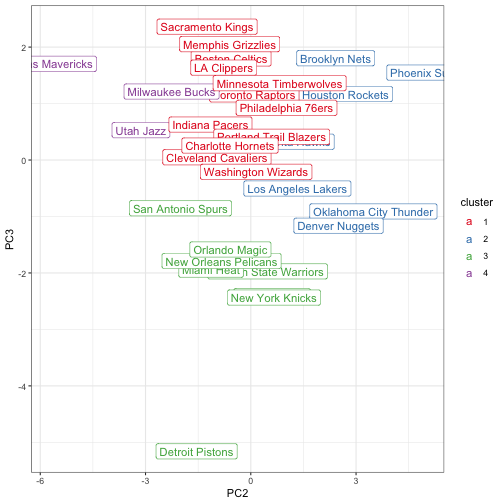 Sacramento Kings
Memphis Grizzlies
Boston Celtics
Brooklyn Nets
s Mavericks
LA Clippers
Phoenix Su
Minnesota Timberwolves
Milwaukee Bucks
oronto Raptors
Houston Rockets
Philadelphia 76ers
Indiana Pacers
Utah Jazz
Portland Trail Blazers
Charlotte Hornets
Cleveland Cavaliers
Washington Wizards
Los Angeles Lakers
San Antonio Spurs
Oklahoma City Thunder
Denver Nuggets
Orlando Magic
New Orleans Pelicans
Miami Heat
n State Warriors
New York Knicks
Detroit Pistons
2
0
-2
-4
PC3
-6
-3
0
3
PC2
cluster
a 1
a 2
a 3
a 4